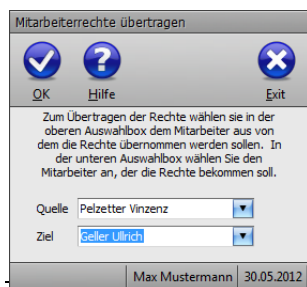 Mitarbeiterrechte übertragen
OK Hilfe Exit
Zum Übertragen der Rechte wählen sie in der
oberen Auswahlbox dem Mitarbeiter aus von
dem die Rechte übernommen werden sollen. In
der unteren Auswahlbox wählen Sie den
Mitarbeiter an, der die Rechte bekommen soll.
Quelle Pelzetter Vinzenz
Ziel Geller Ullrich
Max Mustermann 30.05.2012